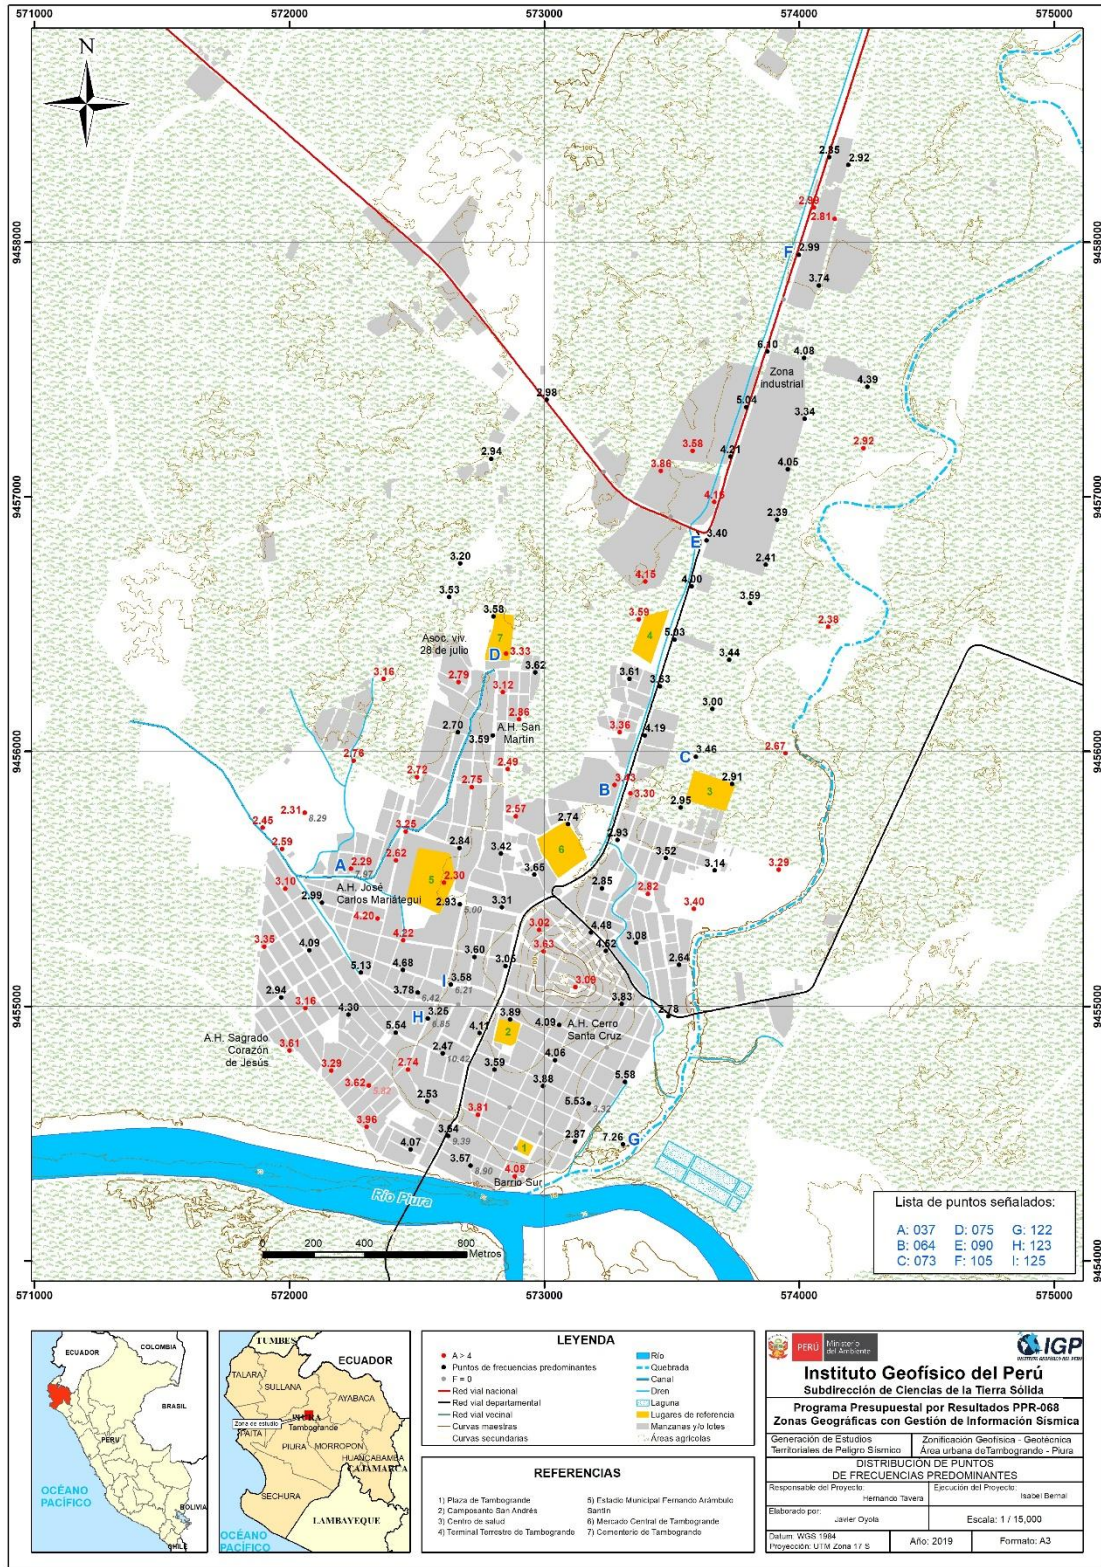 571000 572000 573000 574000 575000
N
2.85
2.92
2.99
2.81
9458000 9458000
F 2.99
3.74
6.10
4.08
Zona
industrial
4.39
2.98
5.04
3.34
3.58
4.21
2.92
2.94
3.86
4.05
9457000 9457000
4.16
2.39
E 3.40
3.20
2.41
4.15
4.00
3.53
3.59
3.58
3.59
2.38
7
4
5.03
Asoc. viv.
28 de julio
D 3.33
3.44
3.62
3.61
3.16
2.79
3.63
3.12
3.00
2.86
2.70
A.H. San
Martin
3.59
3.36
4.19
9456000 9456000
2.76
C 3.46
2.67
2.49
2.72
2.75
B 3.43
3.30
2.91
3
2.95
2.31
8.29
2.57
2.45
3.25
2.74
2.93
2.59
2.84
3.42
6
3.52
A 2.29
7.97
2.62
3.65
3.14
3.29
3.10
A.H. José
Carlos Mariátegui
5
2.30
2.85
2.82
2.99
2.93
5.00
3.31
3.40
4.20
3.02
4.48
3.35
4.22
3.63
4.52
3.08
4.09
3.60
3.05
2.64
5.13
4.68
I 3.58
6.21
3.09
2.94
3.78
6.42
3.83
9455000 9455000
3.16
4.30
H 3.25
6.85
3.89
2.78
2
4.09
A.H. Cerro
Santa Cruz
5.54
4.11
A.H. Sagrado
Corazón
de Jesús
3.61
2.47
10.42
4.06
3.29
2.74
3.59
3.62
5.82
3.88
5.58
2.53
5.53
3.32
3.81
3.96
3.64
9.39
2.87
7.26 G
4.07
1
3.57
8.90
4.08
Barrio Sur
Río Piura
Lista de puntos señalados:
A: 037 D: 075 G: 122
B: 064 E: 090 H: 123
C: 073 F: 105 I: 125
0 200 400 800
Metros
9454000 9454000
571000 572000 573000 574000 575000
ECUADOR
COLOMBIA
BRASIL
PERU
OCÉANO
PACÍFICO
BOLIVIA
CHILE
TUMBES
ECUADOR
TALARA
SULLANA
AYABACA
Zona de estudio
PIURA
Tambogrande
PAITA
PIURA
MORROPON
HUANCABAMBA
CAJAMARCA
SECHURA
LAMBAYEQUE
OCÉANO
PACÍFICO
LEYENDA
A > 4
Puntos de frecuencias predominantes
F = 0
Red vial nacional
Red vial departamental
Red vial vecinal
Curvas maestras
Curvas secundarias
Río
Quebrada
Canal
Dren
Laguna
Lugares de referencia
Manzanas y/o lotes
Áreas agrícolas
REFERENCIAS
1) Plaza de Tambogrande
2) Camposanto San Andrés
3) Centro de salud
4) Terminal Terrestre de Tambogrande
5) Estadio Municipal Fernando Arámbulo
Santin
6) Mercado Central de Tambogrande
7) Cementerio de Tambogrande
PERÚ
Ministerio
del Ambiente
IGP
Instituto Geofísico del Perú
Subdirección de Ciencias de la Tierra Sólida
Programa Presupuestal por Resultados PPR-068
Zonas Geográficas con Gestión de Información Sísmica
Generación de Estudios
Territoriales de Peligro Sísmico
Zonificación Geofísica - Geotécnica
Área urbana deTambogrande - Piura
DISTRIBUCIÓN DE PUNTOS
DE FRECUENCIAS PREDOMINANTES
Responsable del Proyecto:
Hernando Tavera
Ejecución del Proyecto:
Isabel Bernal
Elaborado por:
Javier Oyola
Escala: 1 / 15,000
Datum: WGS 1984
Proyección: UTM Zona 17 S
Año: 2019
Formato: A3